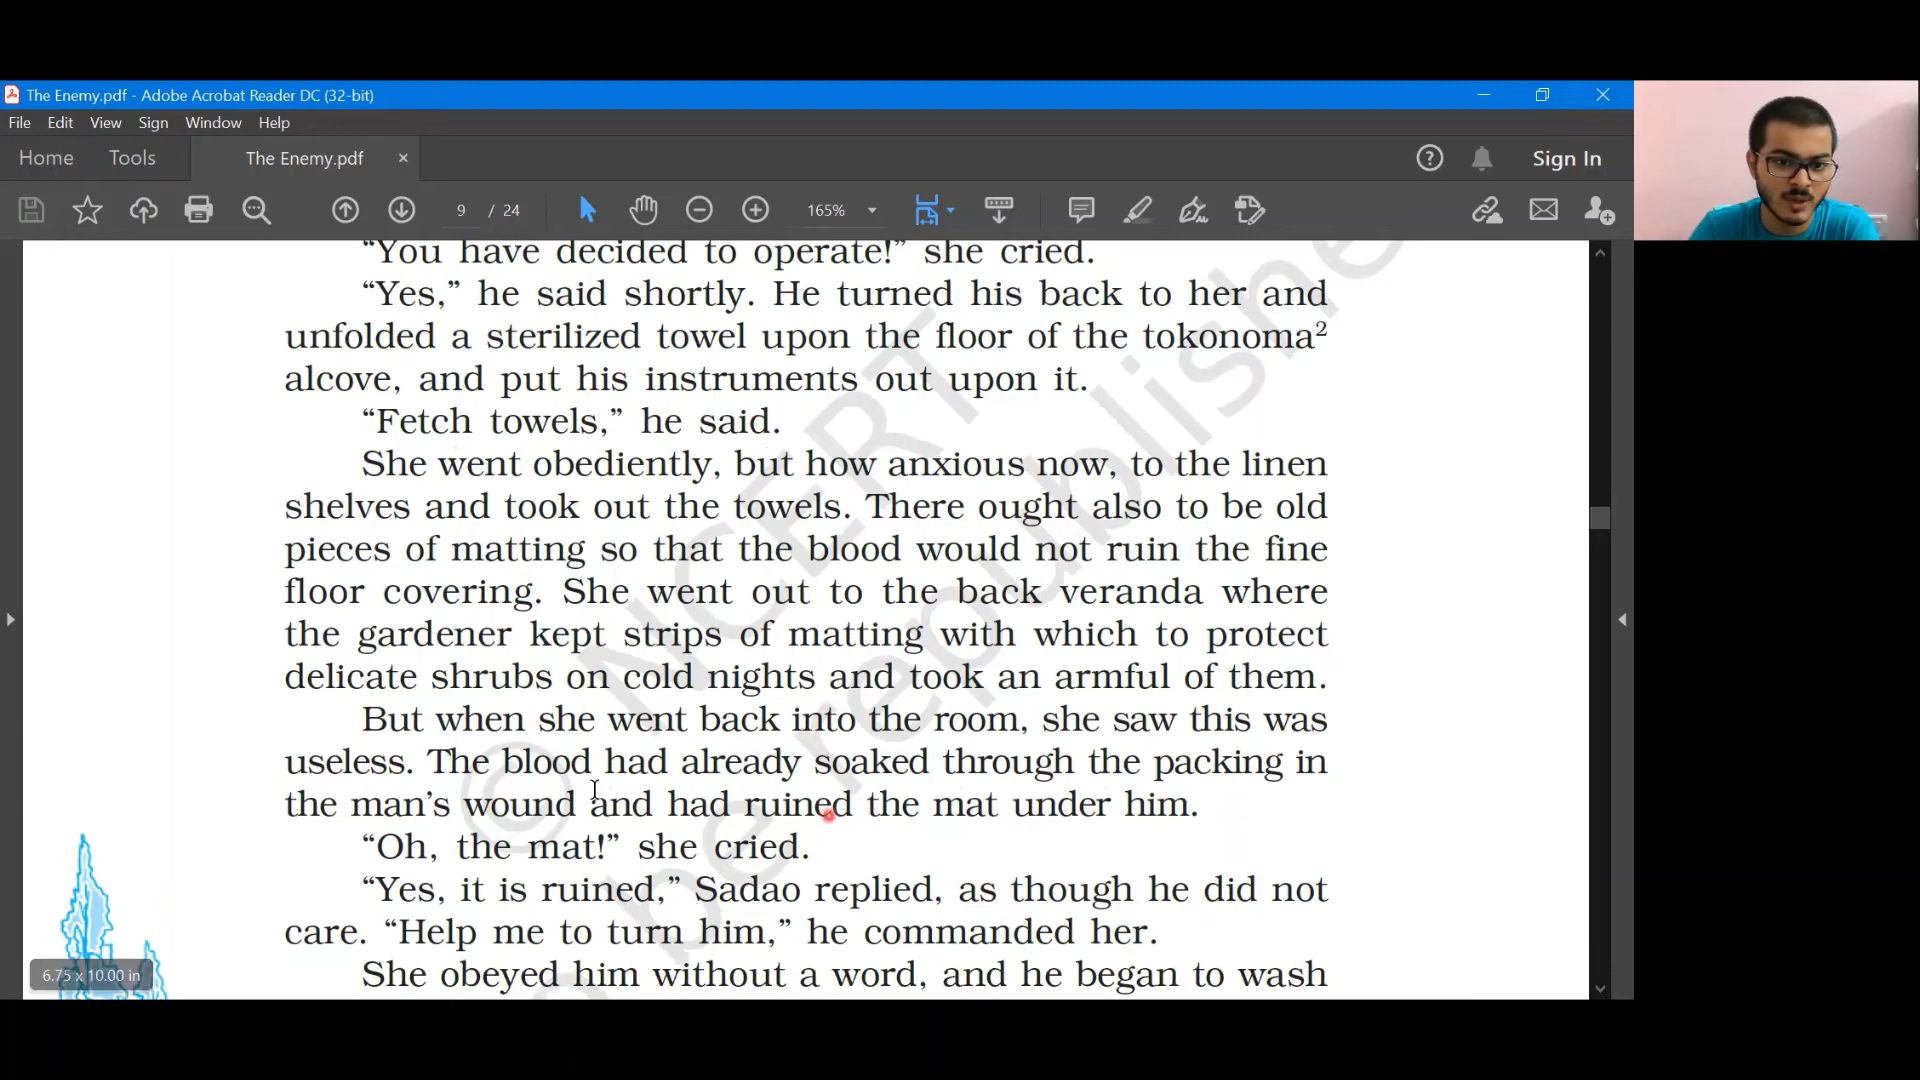 The Enemy.pdf - Adobe Acrobat Reader DC (32-bit)
File Edit View Sign Window Help
Home Tools The Enemy.pdf × Sign In
9 / 24 165%
“You have decided to operate!” she cried.
“Yes,” he said shortly. He turned his back to her and
unfolded a sterilized towel upon the floor of the tokonoma²
alcove, and put his instruments out upon it.
“Fetch towels,” he said.
She went obediently, but how anxious now, to the linen
shelves and took out the towels. There ought also to be old
pieces of matting so that the blood would not ruin the fine
floor covering. She went out to the back veranda where
the gardener kept strips of matting with which to protect
delicate shrubs on cold nights and took an armful of them.
But when she went back into the room, she saw this was
useless. The blood had already soaked through the packing in
the man’s wound and had ruined the mat under him.
“Oh, the mat!” she cried.
“Yes, it is ruined,” Sadao replied, as though he did not
care. “Help me to turn him,” he commanded her.
She obeyed him without a word, and he began to wash
6.75 x 10.00 in
© NCERT
be republishe